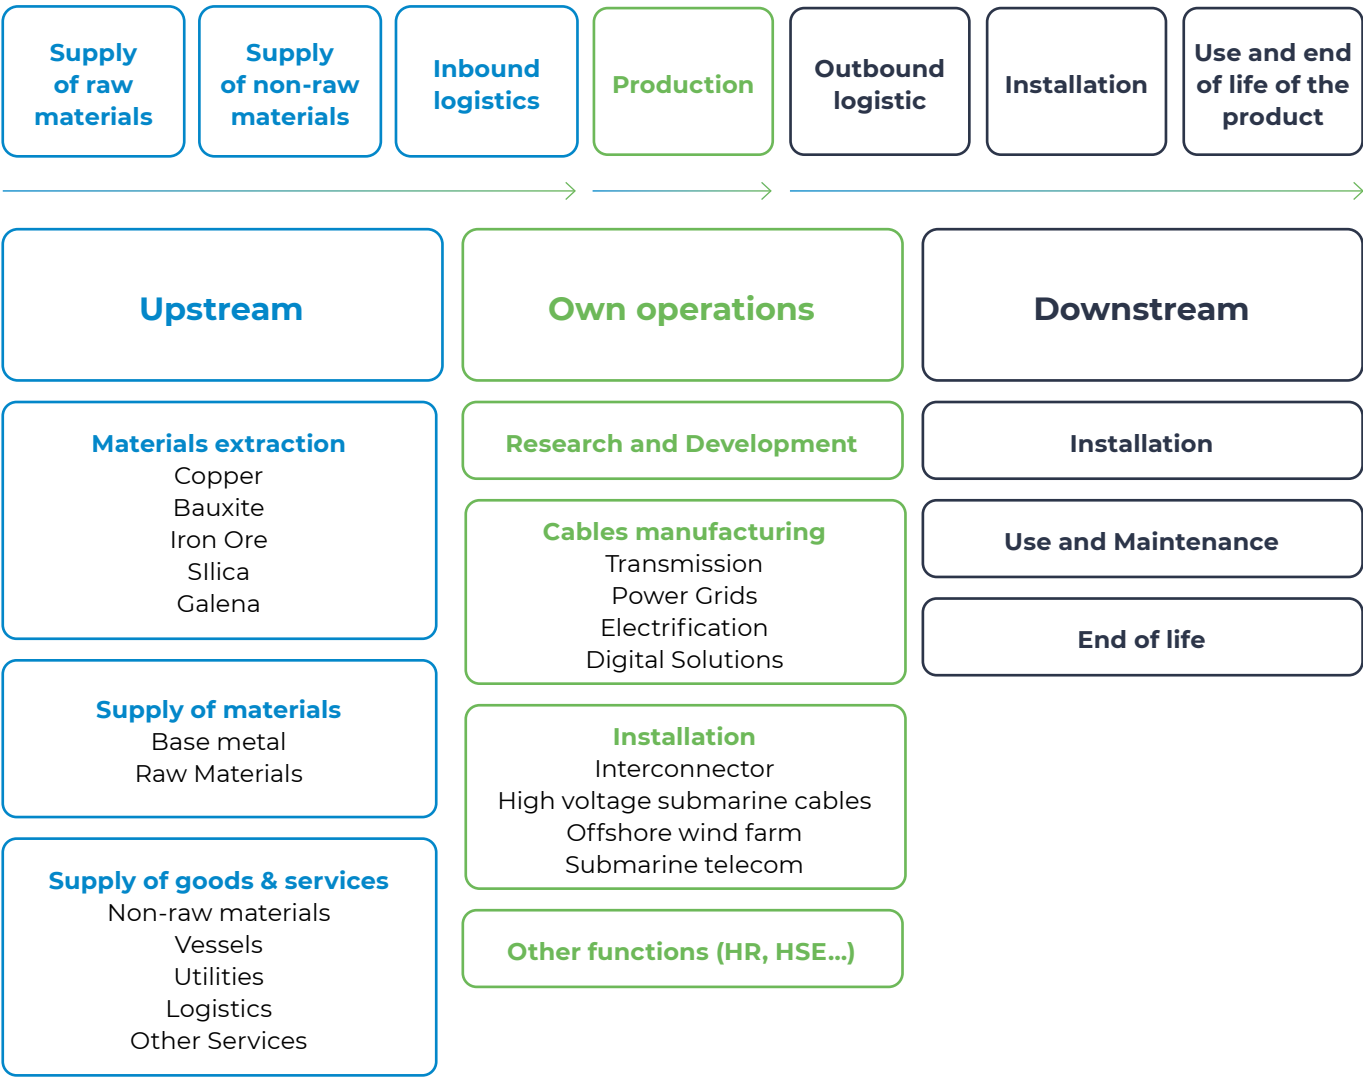 Supply
of raw
materials
Supply
of non-raw
materials
Inbound
logistics
Production
Outbound
logistic
Installation
Use and end
of life of the
product
Upstream
Own operations
Downstream
Materials extraction
Copper
Bauxite
Iron Ore
SIlica
Galena
Supply of materials
Base metal
Raw Materials
Supply of goods & services
Non-raw materials
Vessels
Utilities
Logistics
Other Services
Research and Development
Cables manufacturing
Transmission
Power Grids
Electrification
Digital Solutions
Installation
Interconnector
High voltage submarine cables
Offshore wind farm
Submarine telecom
Other functions (HR, HSE...)
Installation
Use and Maintenance
End of life